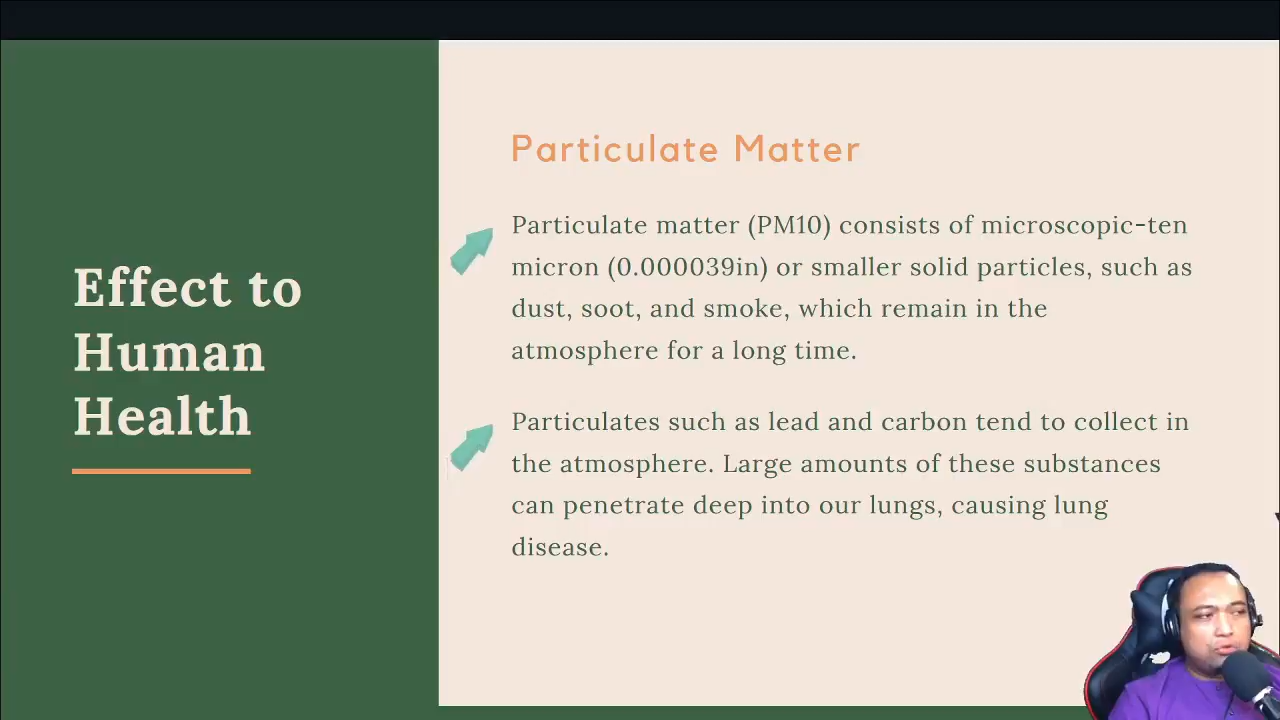 Effect to
Human
Health
Particulate Matter
Particulate matter (PM10) consists of microscopic-ten
micron (0.000039in) or smaller solid particles, such as
dust, soot, and smoke, which remain in the
atmosphere for a long time.
Particulates such as lead and carbon tend to collect in
the atmosphere. Large amounts of these substances
can penetrate deep into our lungs, causing lung
disease.